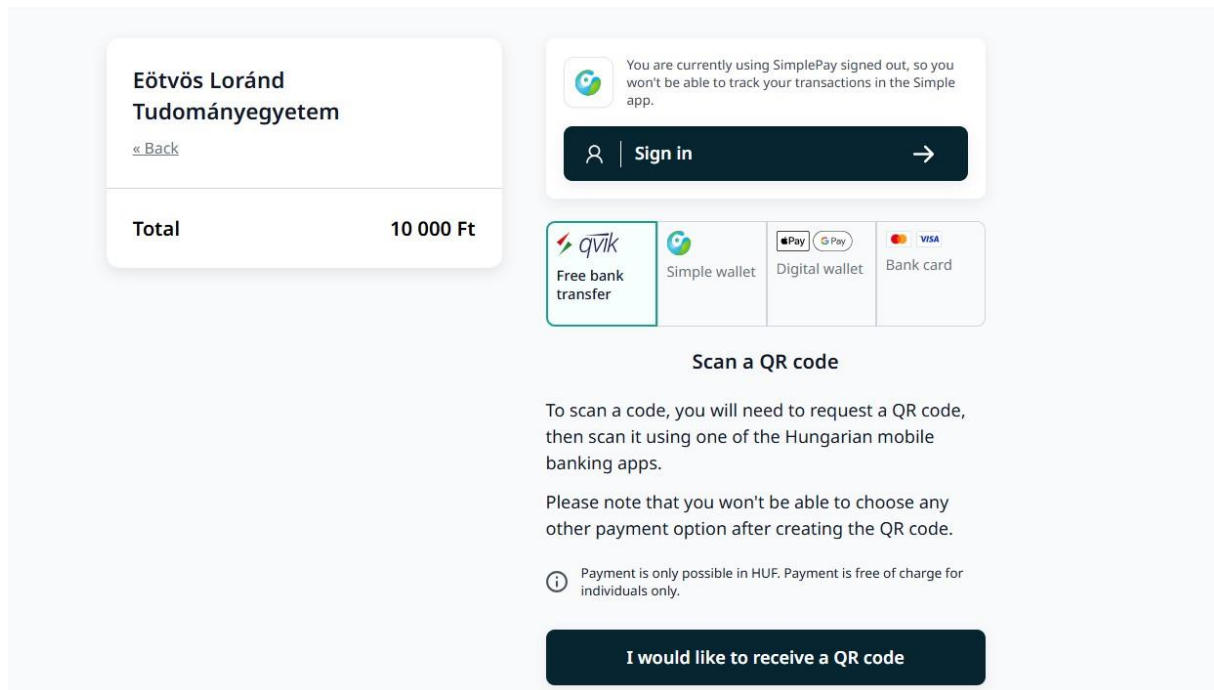 Eötvös Loránd
Tudományegyetem
« Back
Total 10 000 Ft
You are currently using SimplePay signed out, so you
won't be able to track your transactions in the Simple
app.
Sign in
qvik
Free bank
transfer
Simple wallet
Pay G Pay
Digital wallet
VISA
Bank card
Scan a QR code
To scan a code, you will need to request a QR code,
then scan it using one of the Hungarian mobile
banking apps.
Please note that you won't be able to choose any
other payment option after creating the QR code.
Payment is only possible in HUF. Payment is free of charge for
individuals only.
I would like to receive a QR code